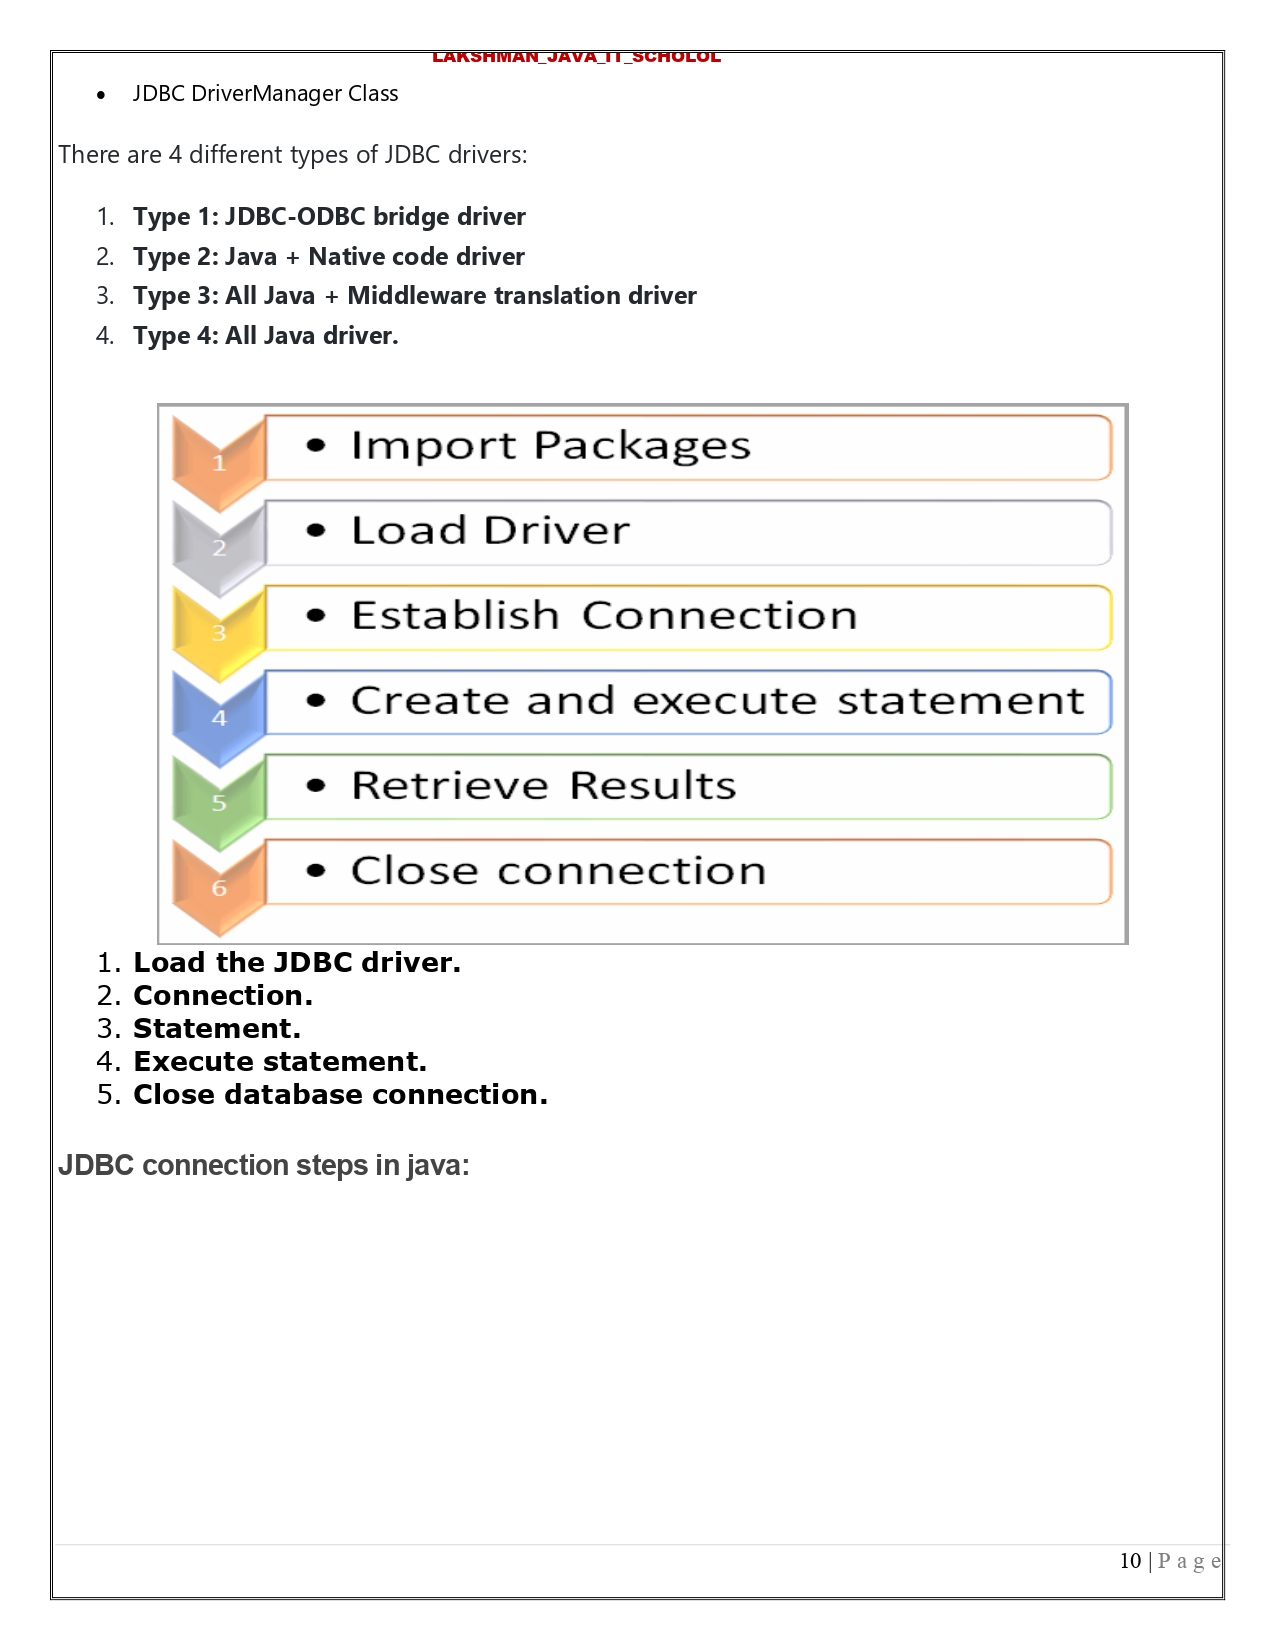 LAKSHMAN_JAVA_IT_SCHOLOL
• JDBC DriverManager Class
There are 4 different types of JDBC drivers:
1. Type 1: JDBC-ODBC bridge driver
2. Type 2: Java + Native code driver
3. Type 3: All Java + Middleware translation driver
4. Type 4: All Java driver.
1 • Import Packages
2 • Load Driver
3 • Establish Connection
4 • Create and execute statement
5 • Retrieve Results
6 • Close connection
1. Load the JDBC driver.
2. Connection.
3. Statement.
4. Execute statement.
5. Close database connection.
JDBC connection steps in java:
10 | P a g e